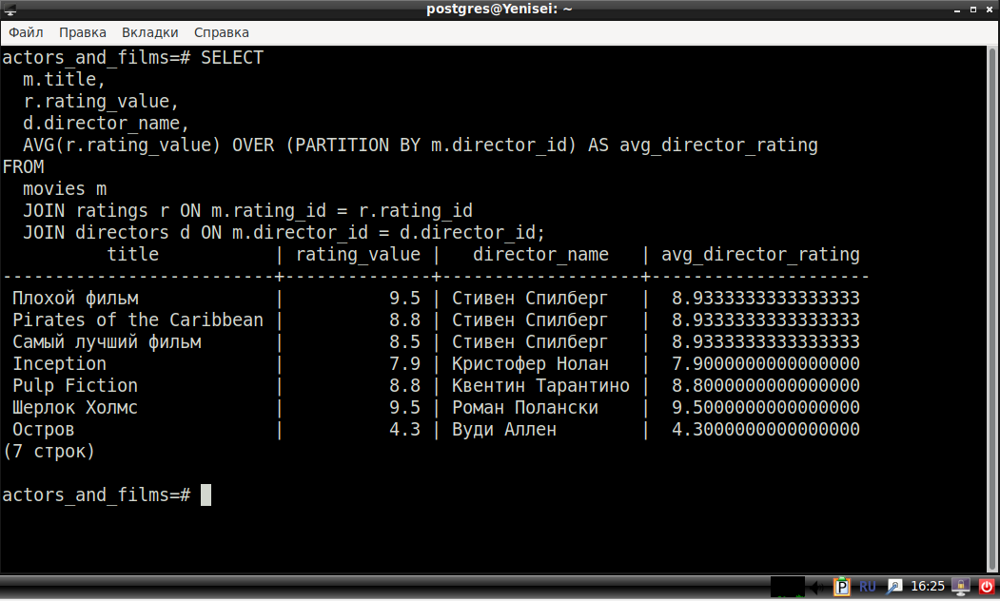 postgres@Yenisei: ~
Файл Правка Вкладки Справка
actors_and_films=# SELECT
  m.title,
  r.rating_value,
  d.director_name,
  AVG(r.rating_value) OVER (PARTITION BY m.director_id) AS avg_director_rating
FROM
  movies m
  JOIN ratings r ON m.rating_id = r.rating_id
  JOIN directors d ON m.director_id = d.director_id;
          title           | rating_value |   director_name   | avg_director_rating
--------------------------+--------------+-------------------+---------------------
 Плохой фильм             |          9.5 | Стивен Спилберг   |  8.9333333333333333
 Pirates of the Caribbean |          8.8 | Стивен Спилберг   |  8.9333333333333333
 Самый лучший фильм       |          8.5 | Стивен Спилберг   |  8.9333333333333333
 Inception                |          7.9 | Кристофер Нолан   |  7.9000000000000000
 Pulp Fiction             |          8.8 | Квентин Тарантино |  8.8000000000000000
 Шерлок Холмс             |          9.5 | Роман Полански    |  9.5000000000000000
 Остров                   |          4.3 | Вуди Аллен        |  4.3000000000000000
(7 строк)
actors_and_films=#
P RU 16:25